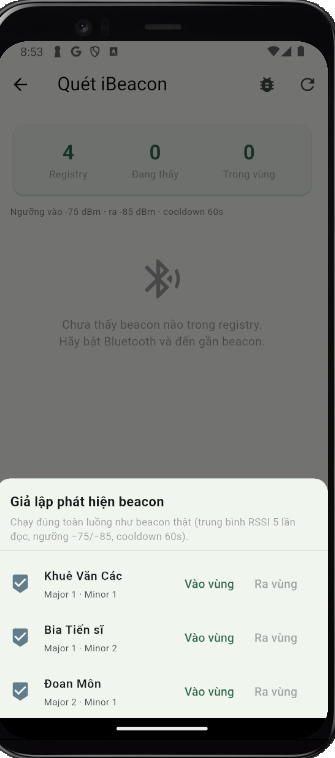 8:53
Quét iBeacon
4 0 0
Registry Đang thấy Trong vùng
Ngưỡng vào -75 dBm · ra -85 dBm · cooldown 60s
Chưa thấy beacon nào trong registry.
Hãy bật Bluetooth và đến gần beacon.
Giả lập phát hiện beacon
Chạy đúng toàn luồng như beacon thật (trung bình RSSI 5 lần
đọc, ngưỡng −75/−85, cooldown 60s).
Khuê Văn Các
Major 1 · Minor 1
Vào vùng Ra vùng
Bia Tiến sĩ
Major 1 · Minor 2
Vào vùng Ra vùng
Đoan Môn
Major 2 · Minor 1
Vào vùng Ra vùng